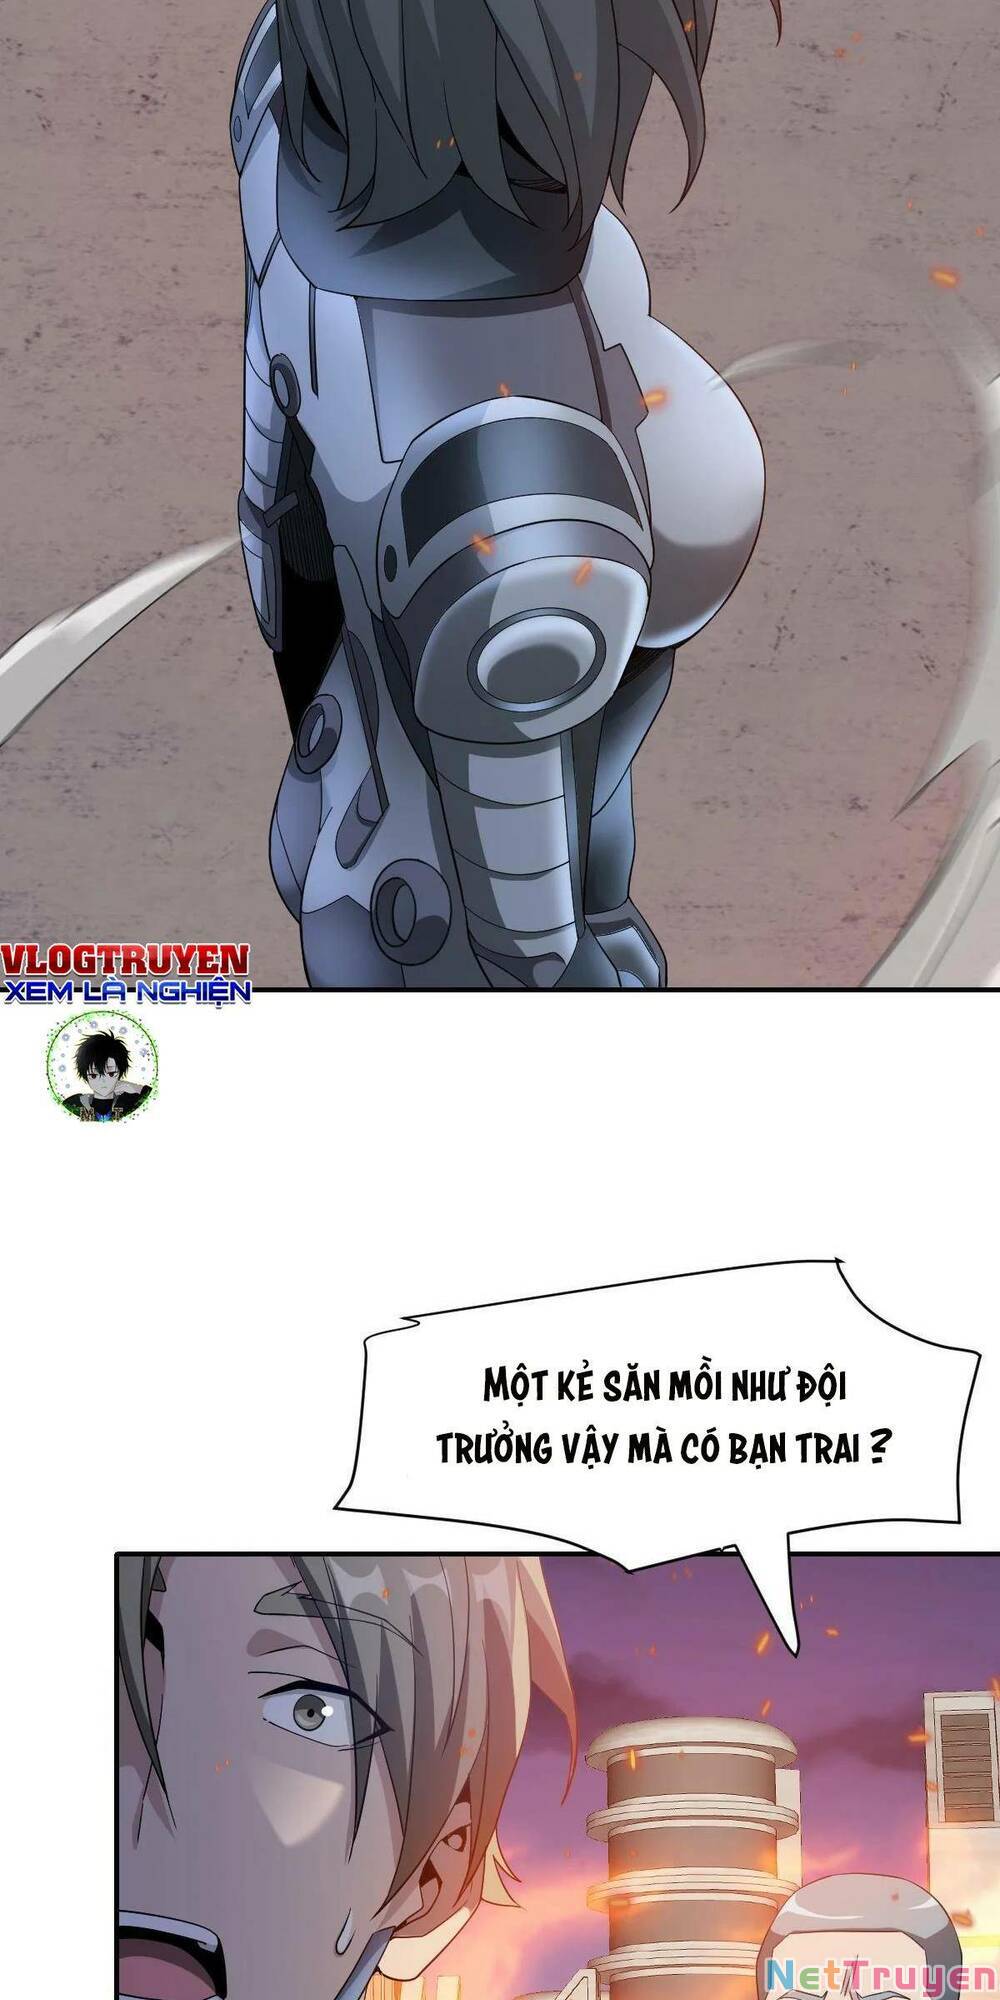 VLOGTRUYEN
XEM LÀ NGHIỆN
M T
MỘT KẺ SĂN MỒI NHƯ ĐỘI
TRƯỞNG VẬY MÀ CÓ BẠN TRAI ?
NetTruyen